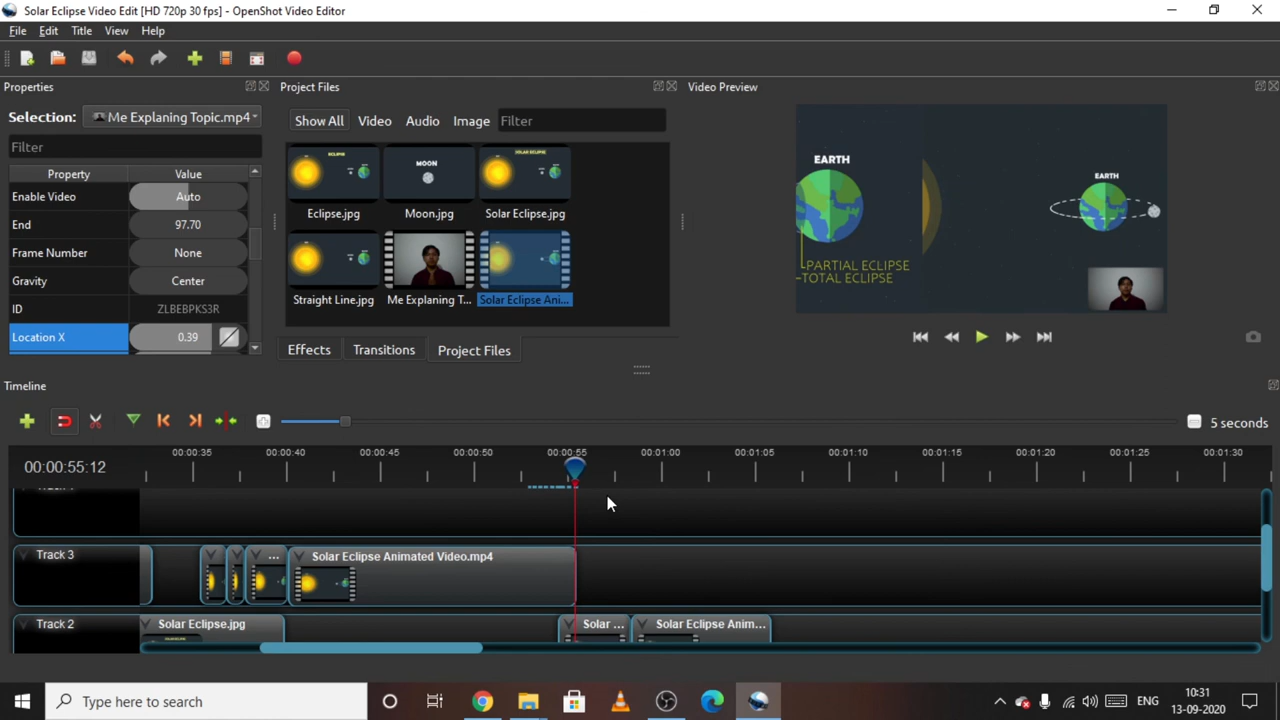 Solar Eclipse Video Edit [HD 720p 30 fps] - OpenShot Video Editor
File Edit Title View Help
Properties
Project Files
Video Preview
Selection: Me Explaning Topic.mp4
Show All Video Audio Image Filter
Filter
Property Value
Enable Video Auto
End 97.70
Frame Number None
Gravity Center
ID ZLBEBPKS3R
Location X 0.39
ECLIPSE
MOON
SOLAR ECLIPSE
Eclipse.jpg Moon.jpg Solar Eclipse.jpg
Straight Line.jpg Me Explaning T... Solar Eclipse Ani...
Effects Transitions Project Files
EARTH
PARTIAL ECLIPSE
TOTAL ECLIPSE
EARTH
Timeline
5 seconds
00:00:55:12
00:00:35 00:00:40 00:00:45 00:00:50 00:00:55 00:01:00 00:01:05 00:01:10 00:01:15 00:01:20 00:01:25 00:01:30
Track 3 ... Solar Eclipse Animated Video.mp4
Track 2 Solar Eclipse.jpg Solar ... Solar Eclipse Anim...
Type here to search
ENG
10:31
13-09-2020